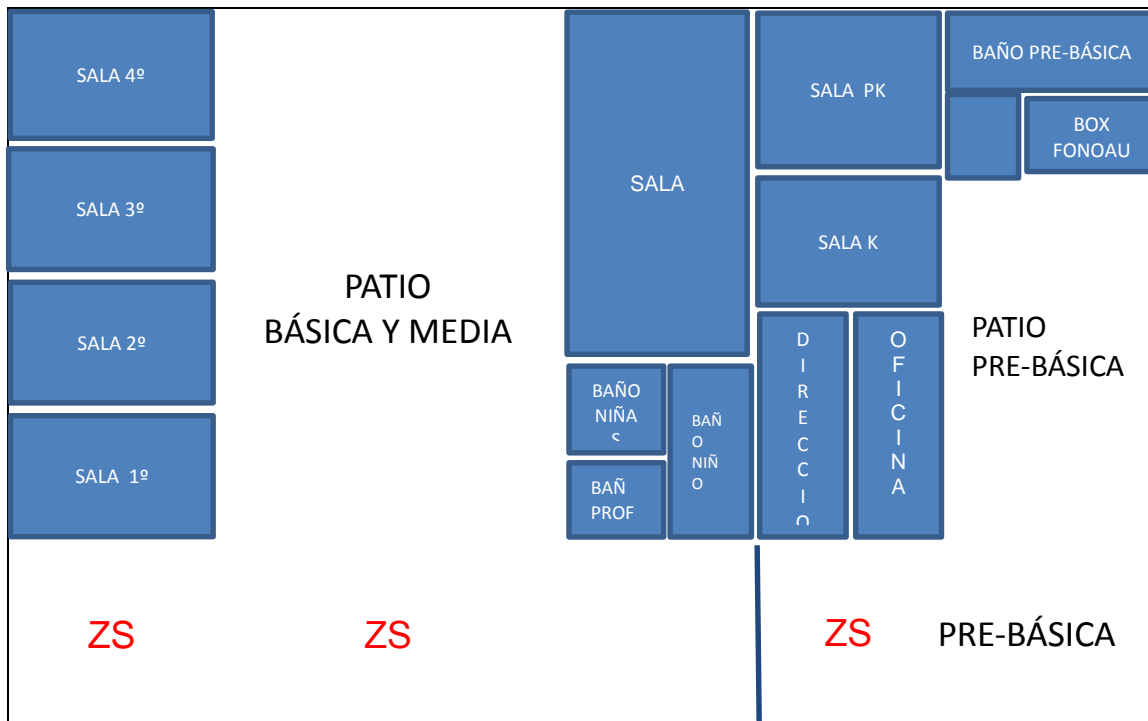 SALA 4º
SALA 3º
SALA 2º
SALA 1º
PATIO
BÁSICA Y MEDIA
SALA
BAÑO
NIÑA
S
BAÑ
PROF
BAÑ
O
NIÑ
O
SALA PK
SALA K
D
I
R
E
C
C
I
O
O
F
I
C
I
N
A
BAÑO PRE-BÁSICA
BOX
FONOAU
PATIO
PRE-BÁSICA
ZS
ZS
ZS
PRE-BÁSICA